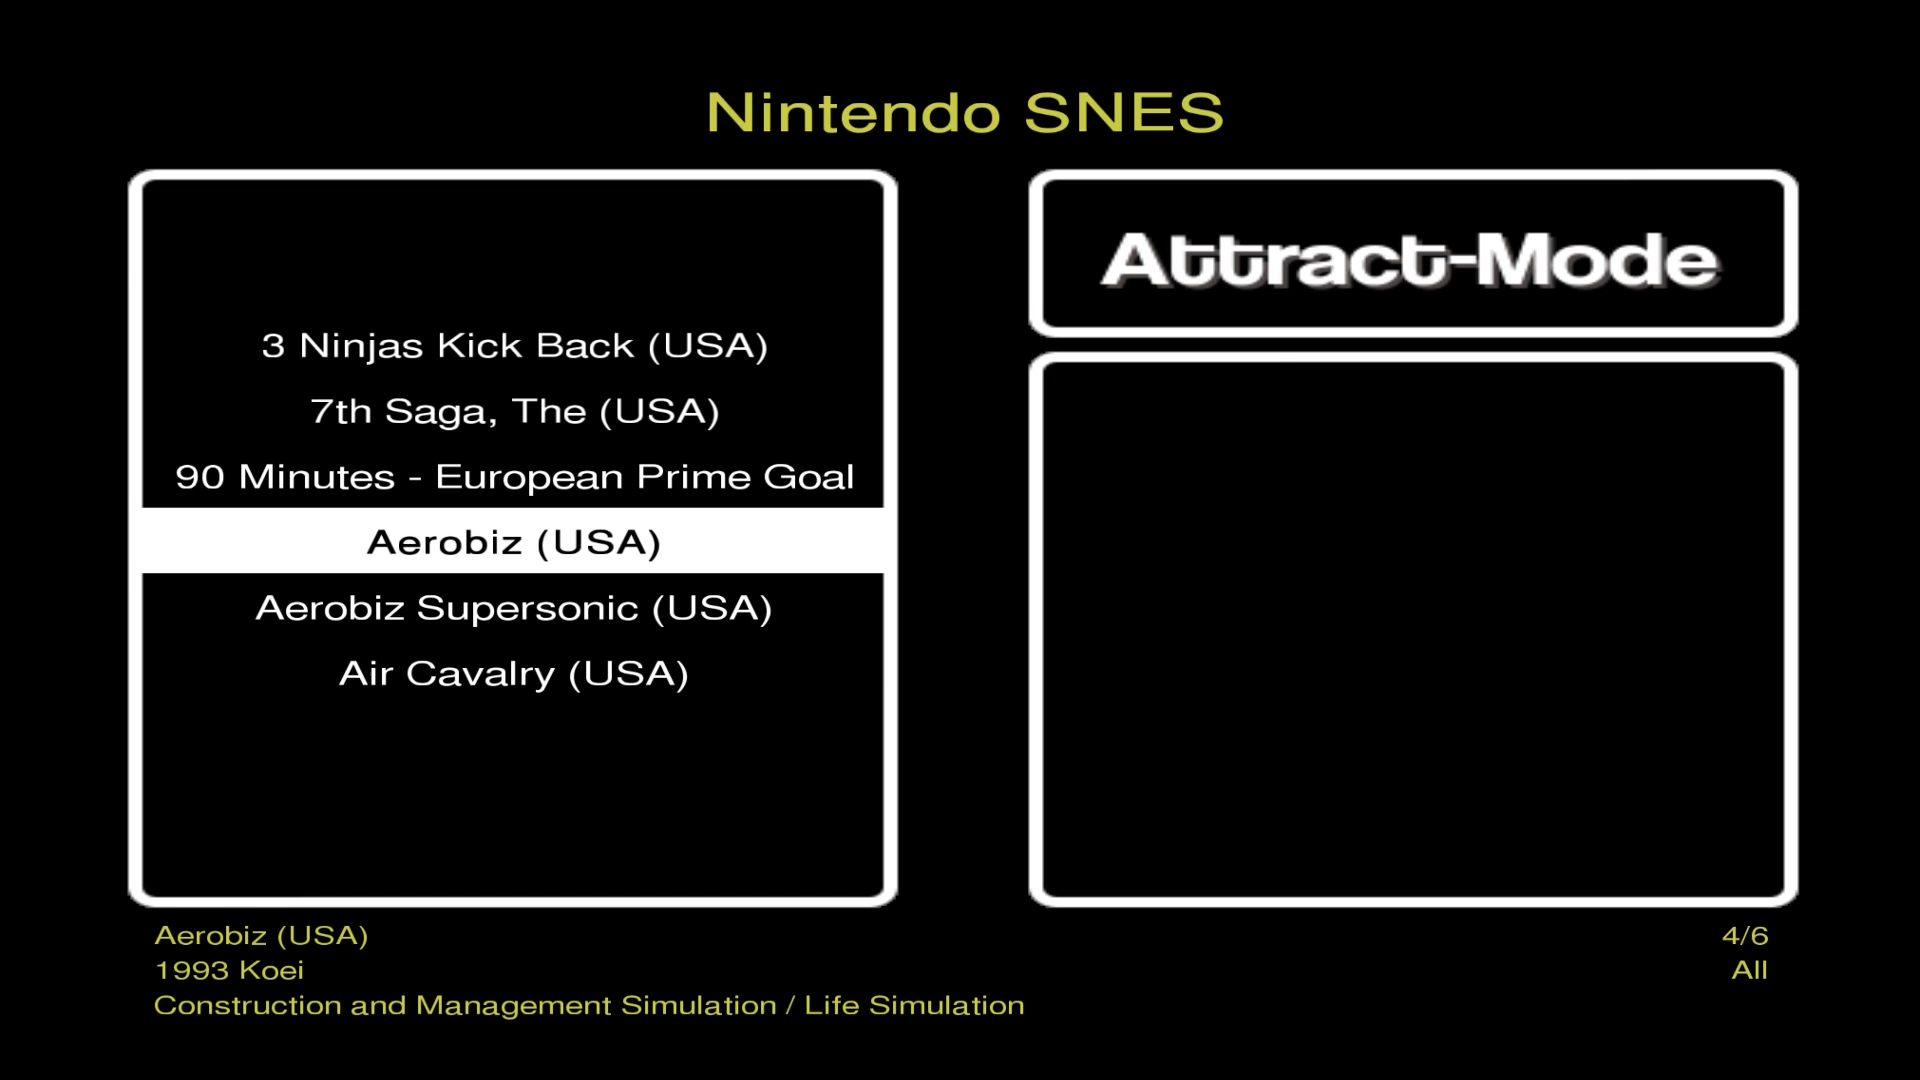 Nintendo SNES
3 Ninjas Kick Back (USA)
7th Saga, The (USA)
90 Minutes - European Prime Goal
Aerobiz (USA)
Aerobiz Supersonic (USA)
Air Cavalry (USA)
Attract-Mode
Aerobiz (USA)
1993 Koei
Construction and Management Simulation / Life Simulation
4/6
All